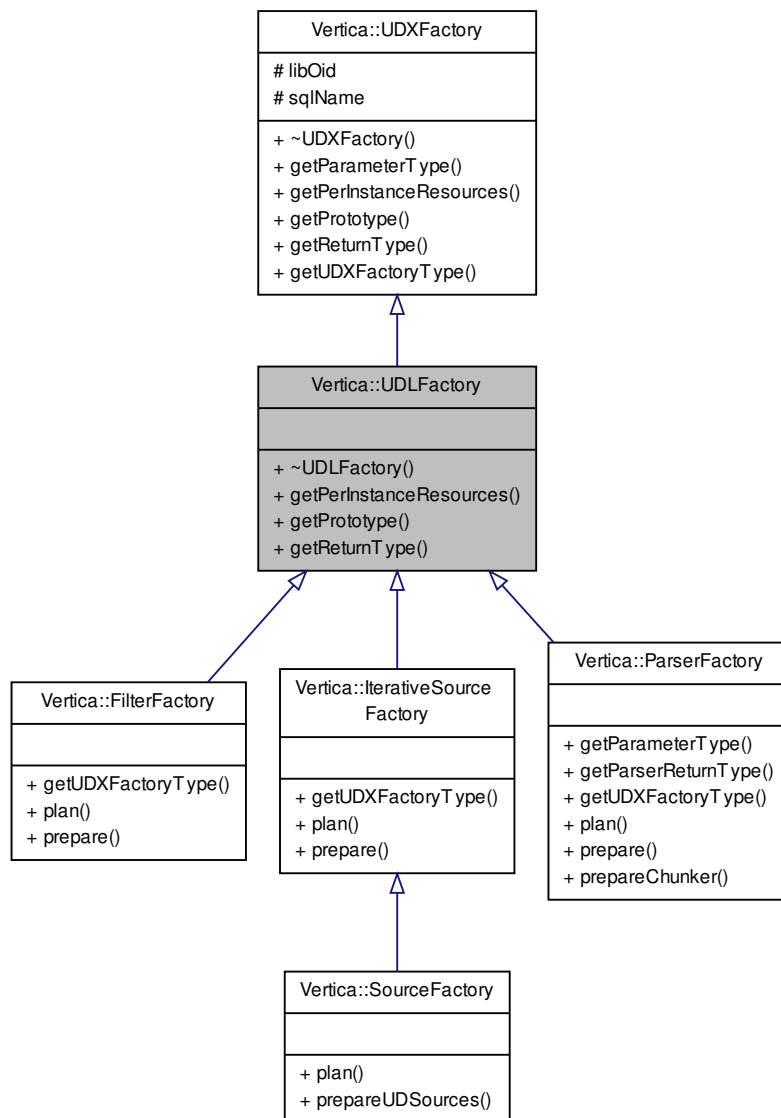 Vertica::UDXFactory
# libOid
# sqlName
+ ~UDXFactory()
+ getParameterType()
+ getPerInstanceResources()
+ getPrototype()
+ getReturnType()
+ getUDXFactoryType()
Vertica::UDLFactory
+ ~UDLFactory()
+ getPerInstanceResources()
+ getPrototype()
+ getReturnType()
Vertica::FilterFactory
+ getUDXFactoryType()
+ plan()
+ prepare()
Vertica::IterativeSource
Factory
+ getUDXFactoryType()
+ plan()
+ prepare()
Vertica::ParserFactory
+ getParameterType()
+ getParserReturnType()
+ getUDXFactoryType()
+ plan()
+ prepare()
+ prepareChunker()
Vertica::SourceFactory
+ plan()
+ prepareUDSources()